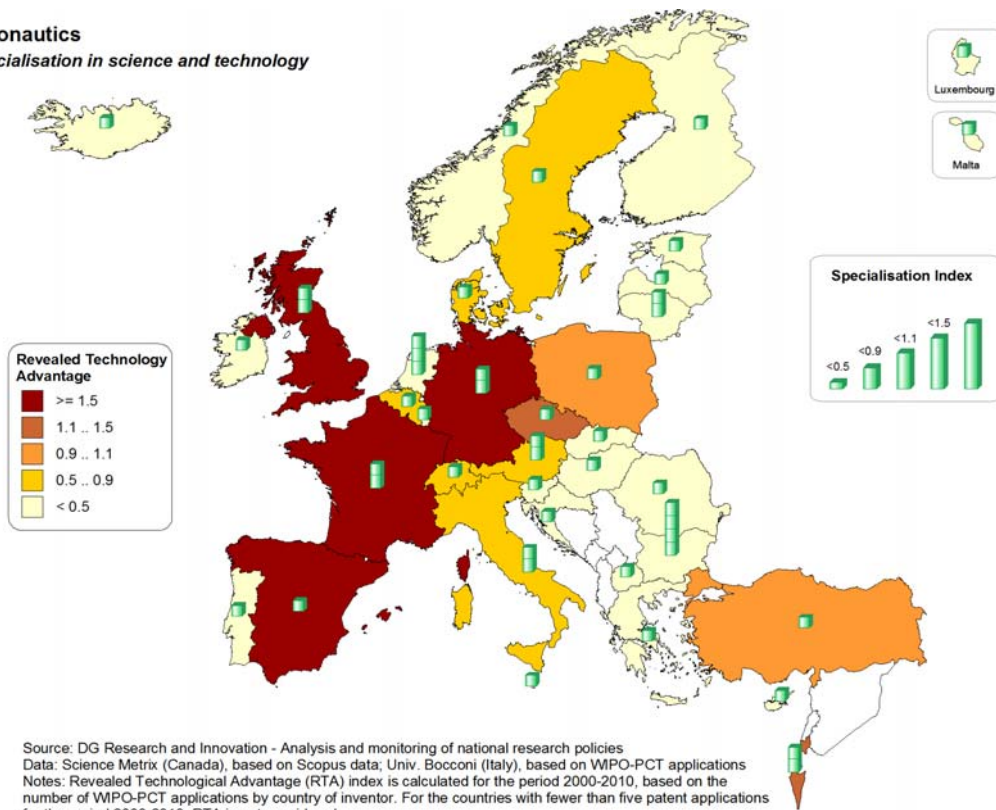 onautics
cialisation in science and technology
Luxembourg
Malta
Specialisation Index
<0.5
<0.9
<1.1
<1.5
Revealed Technology
Advantage
>= 1.5
1.1 .. 1.5
0.9 .. 1.1
0.5 .. 0.9
< 0.5
Source: DG Research and Innovation - Analysis and monitoring of national research policies
Data: Science Metrix (Canada), based on Scopus data; Univ. Bocconi (Italy), based on WIPO-PCT applications
Notes: Revealed Technological Advantage (RTA) index is calculated for the period 2000-2010, based on the
number of WIPO-PCT applications by country of inventor. For the countries with fewer than five patent applications